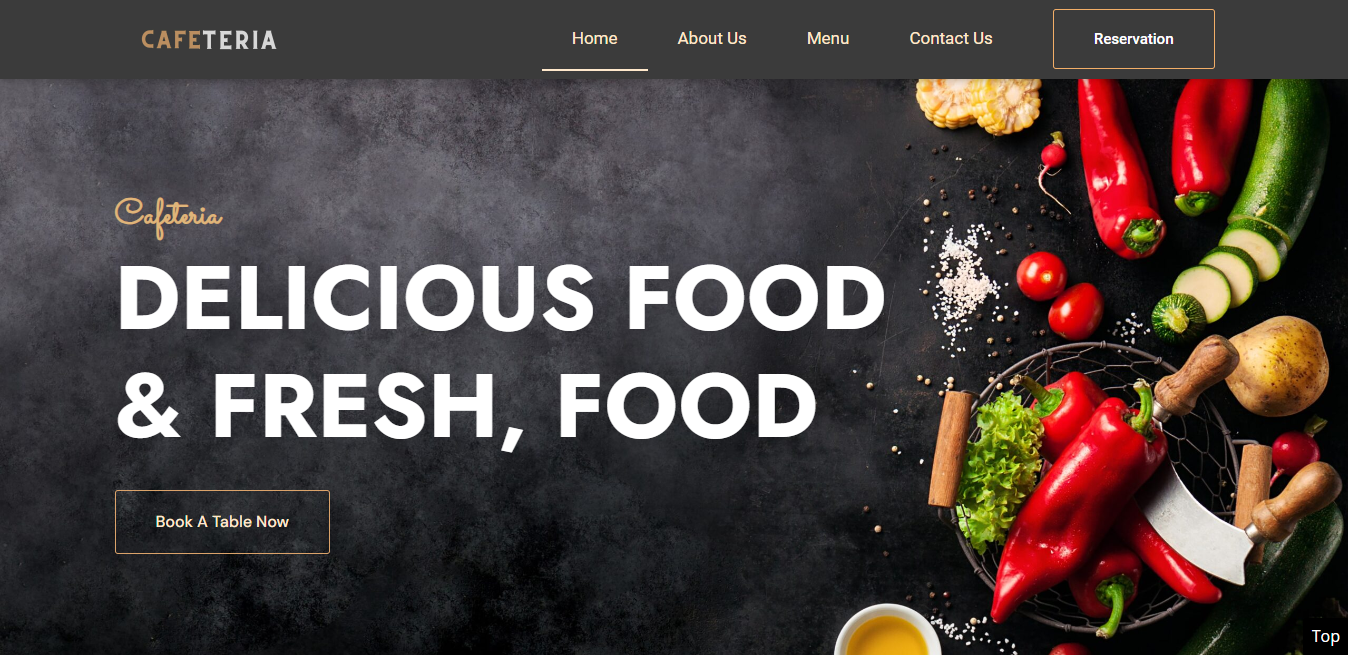 CAFETERIA
Home
About Us
Menu
Contact Us
Reservation
Cafeteria
DELICIOUS FOOD
& FRESH, FOOD
Book A Table Now
Top